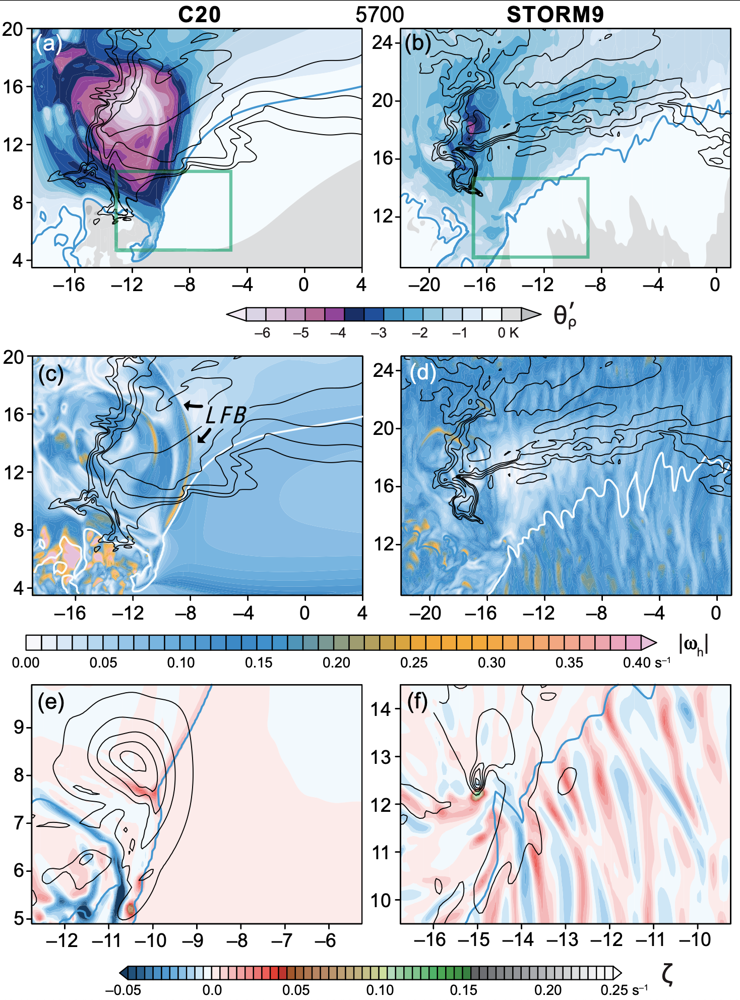 C20 5700 STORM9
(a) (b)
20 16 12 8 4
24 20 16 12
−16 −12 −8 −4 0 4
−20 −16 −12 −8 −4 0
−6 −5 −4 −3 −2 −1 0 K θ′ρ
(c) (d)
LFB
20 16 12 8 4
24 20 16 12
−16 −12 −8 −4 0 4
−20 −16 −12 −8 −4 0
0.00 0.05 0.10 0.15 0.20 0.25 0.30 0.35 0.40 s⁻¹ |ωh|
(e) (f)
9 8 7 6 5
14 13 12 11 10
−12 −11 −10 −9 −8 −7 −6
−16 −15 −14 −13 −12 −11 −10
−0.05 0.0 0.05 0.10 0.15 0.20 0.25 s⁻¹ ζ